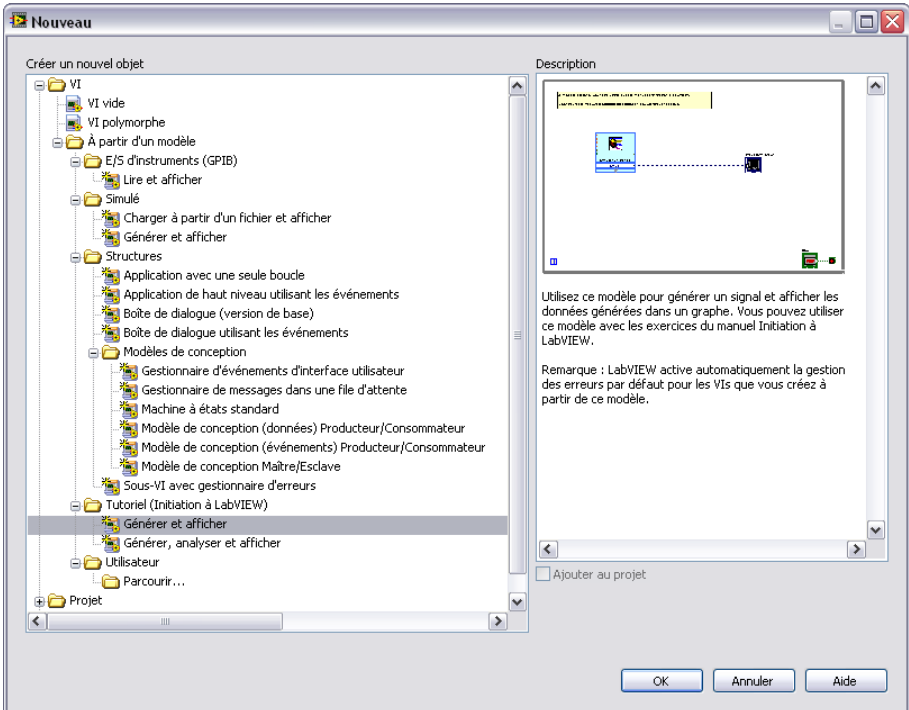 Nouveau
Créer un nouvel objet
VI
VI vide
VI polymorphe
À partir d'un modèle
E/S d'instruments (GPIB)
Lire et afficher
Simulé
Charger à partir d'un fichier et afficher
Générer et afficher
Structures
Application avec une seule boucle
Application de haut niveau utilisant les événements
Boîte de dialogue (version de base)
Boîte de dialogue utilisant les événements
Modèles de conception
Gestionnaire d'événements d'interface utilisateur
Gestionnaire de messages dans une file d'attente
Machine à états standard
Modèle de conception (données) Producteur/Consommateur
Modèle de conception (événements) Producteur/Consommateur
Modèle de conception Maître/Esclave
Sous-VI avec gestionnaire d'erreurs
Tutoriel (Initiation à LabVIEW)
Générer et afficher
Générer, analyser et afficher
Utilisateur
Parcourir...
Projet
Description
Utilisez ce modèle pour générer un signal et afficher les
données générées dans un graphe. Vous pouvez utiliser
ce modèle avec les exercices du manuel Initiation à
LabVIEW.
Remarque : LabVIEW active automatiquement la gestion
des erreurs par défaut pour les VIs que vous créez à
partir de ce modèle.
Ajouter au projet
OK
Annuler
Aide